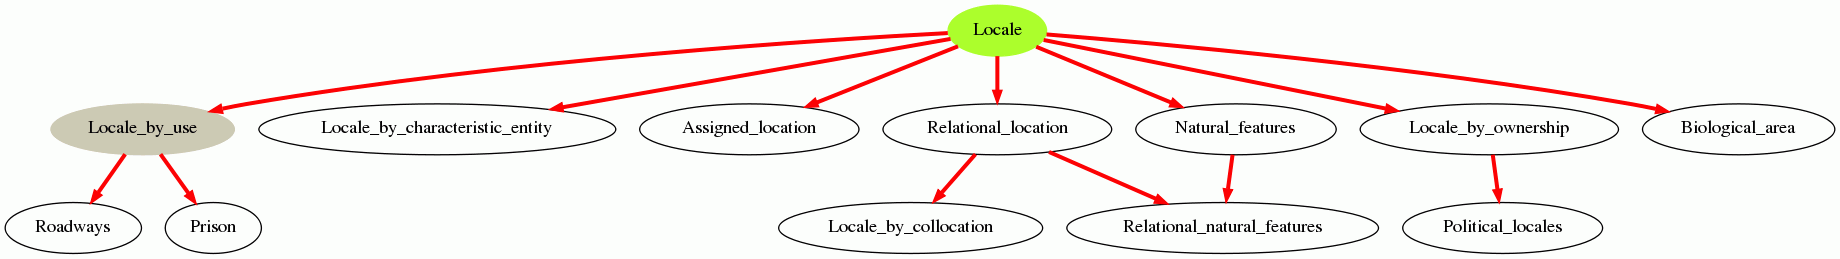 Locale
Locale_by_use
Locale_by_characteristic_entity
Assigned_location
Relational_location
Natural_features
Locale_by_ownership
Biological_area
Roadways
Prison
Locale_by_collocation
Relational_natural_features
Political_locales